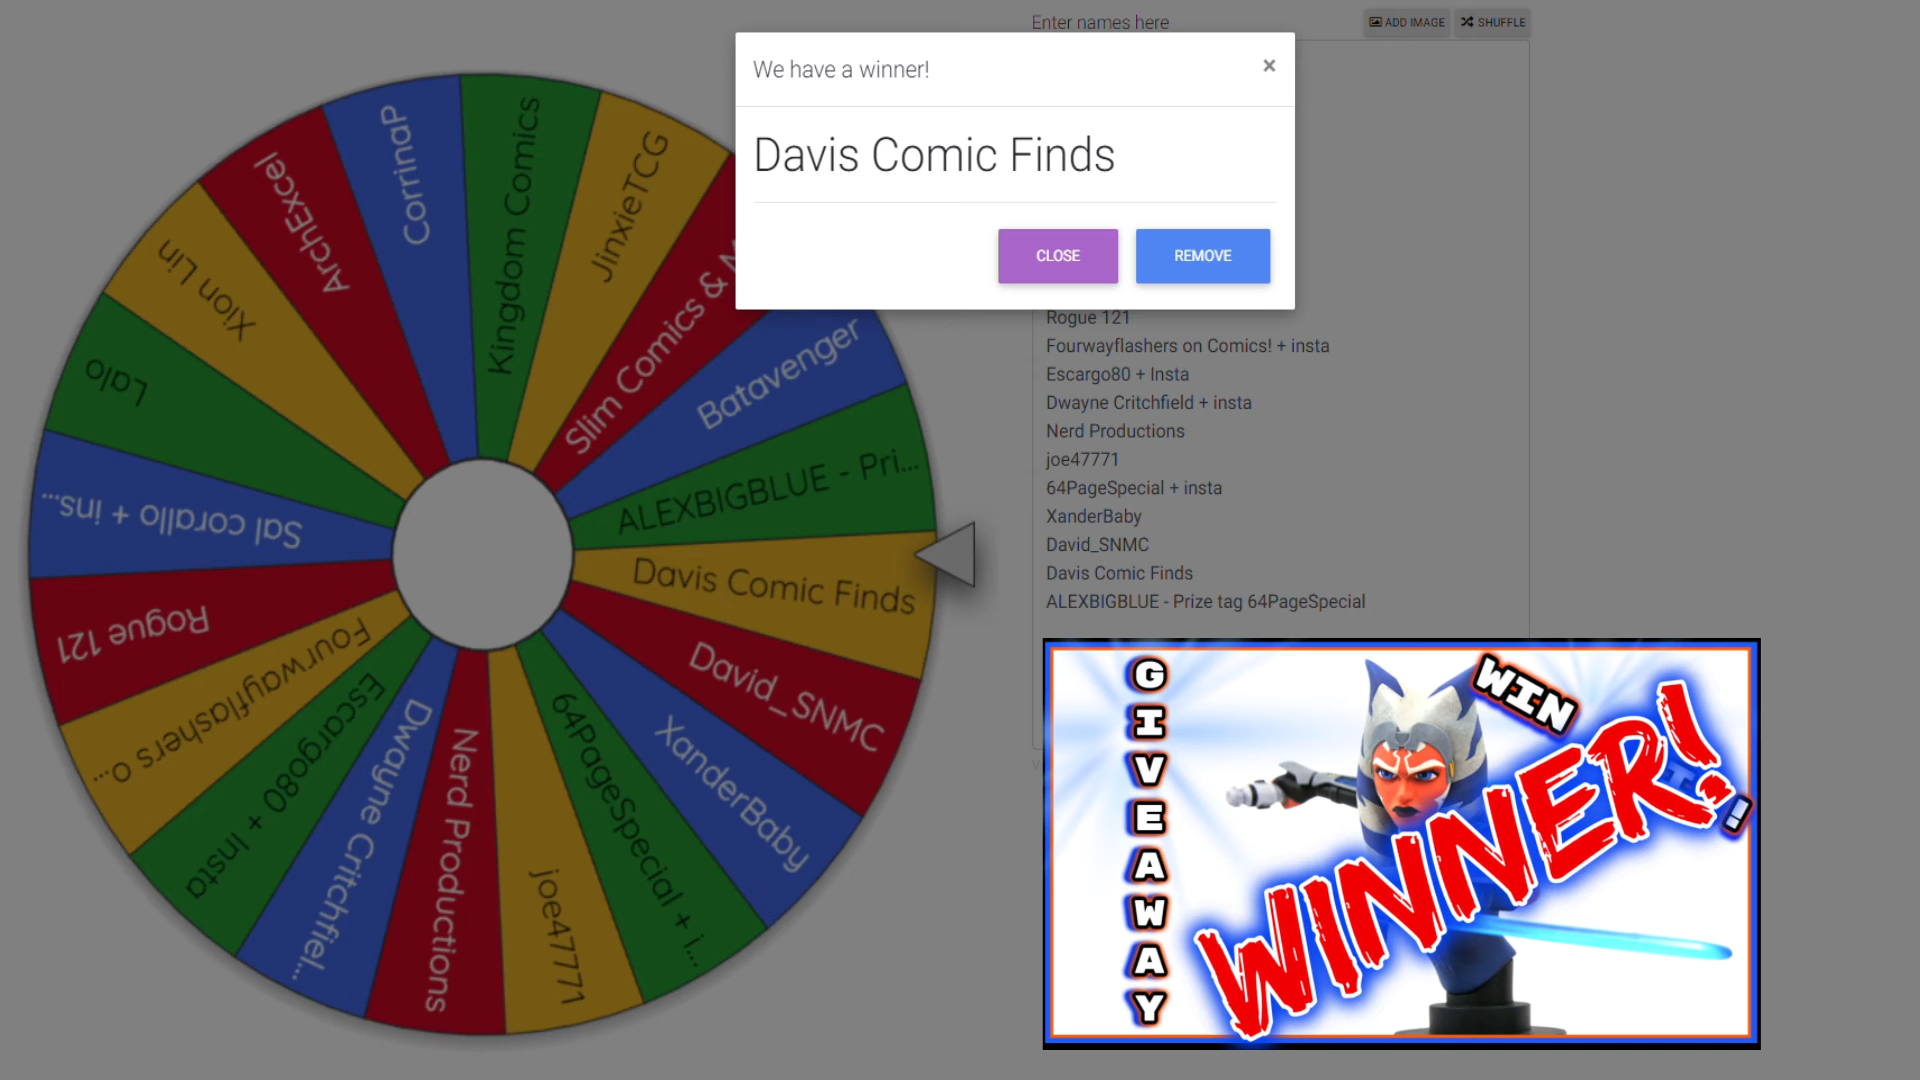 Enter names here
ADD IMAGE
SHUFFLE
We have a winner!
×
Davis Comic Finds
CLOSE
REMOVE
Kingdom Comics
JinxieTCG
Slim Comics &
Batavenger
ALEXBIGBLUE - Pri...
Davis Comic Finds
David_SNMC
XanderBaby
64PageSpecial + i...
joe47771
Nerd Productions
Dwayne Critchfiel...
Escargo80 + Insta
Fourwayflashers o...
Rogue 121
Sal corallo + ins...
Lalo
Xion Lin
ArchExcel
CorrinaP
Rogue 121
Fourwayflashers on Comics! + insta
Escargo80 + Insta
Dwayne Critchfield + insta
Nerd Productions
joe47771
64PageSpecial + insta
XanderBaby
David_SNMC
Davis Comic Finds
ALEXBIGBLUE - Prize tag 64PageSpecial
GIVEAWAY
WIN
WINNER!
!